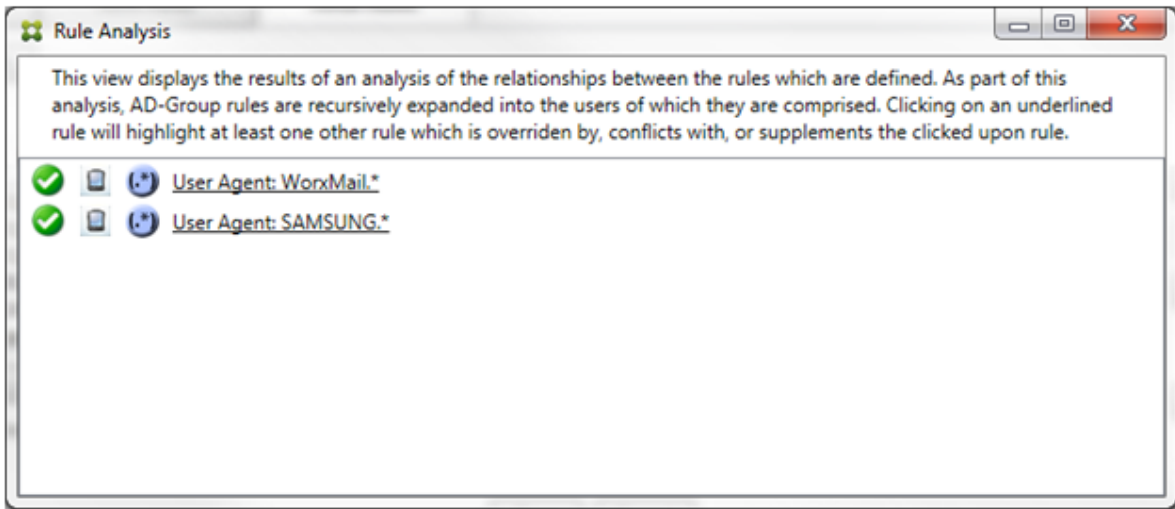 Rule Analysis
This view displays the results of an analysis of the relationships between the rules which are defined. As part of this
analysis, AD-Group rules are recursively expanded into the users of which they are comprised. Clicking on an underlined
rule will highlight at least one other rule which is overriden by, conflicts with, or supplements the clicked upon rule.
(.*) User Agent: WorxMail.*
(.*) User Agent: SAMSUNG.*